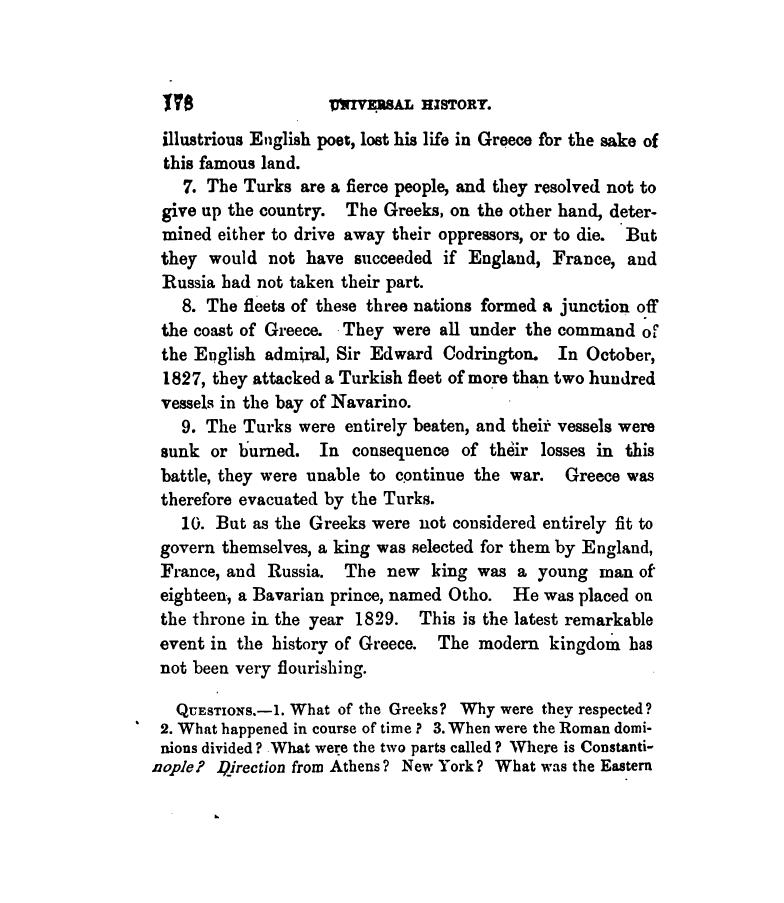 178 UNIVERSAL HISTORY.
illustrious English poet, lost his life in Greece for the sake of
this famous land.
7. The Turks are a fierce people, and they resolved not to
give up the country. The Greeks, on the other hand, deter-
mined either to drive away their oppressors, or to die. But
they would not have succeeded if England, France, and
Russia had not taken their part.
8. The fleets of these three nations formed a junction off
the coast of Greece. They were all under the command of
the English admiral, Sir Edward Codrington. In October,
1827, they attacked a Turkish fleet of more than two hundred
vessels in the bay of Navarino.
9. The Turks were entirely beaten, and their vessels were
sunk or burned. In consequence of their losses in this
battle, they were unable to continue the war. Greece was
therefore evacuated by the Turks.
10. But as the Greeks were not considered entirely fit to
govern themselves, a king was selected for them by England,
France, and Russia. The new king was a young man of
eighteen, a Bavarian prince, named Otho. He was placed on
the throne in the year 1829. This is the latest remarkable
event in the history of Greece. The modern kingdom has
not been very flourishing.
QUESTIONS.—1. What of the Greeks? Why were they respected?
2. What happened in course of time? 3. When were the Roman domi-
nions divided? What were the two parts called? Where is Constanti-
nople? Direction from Athens? New York? What was the Eastern